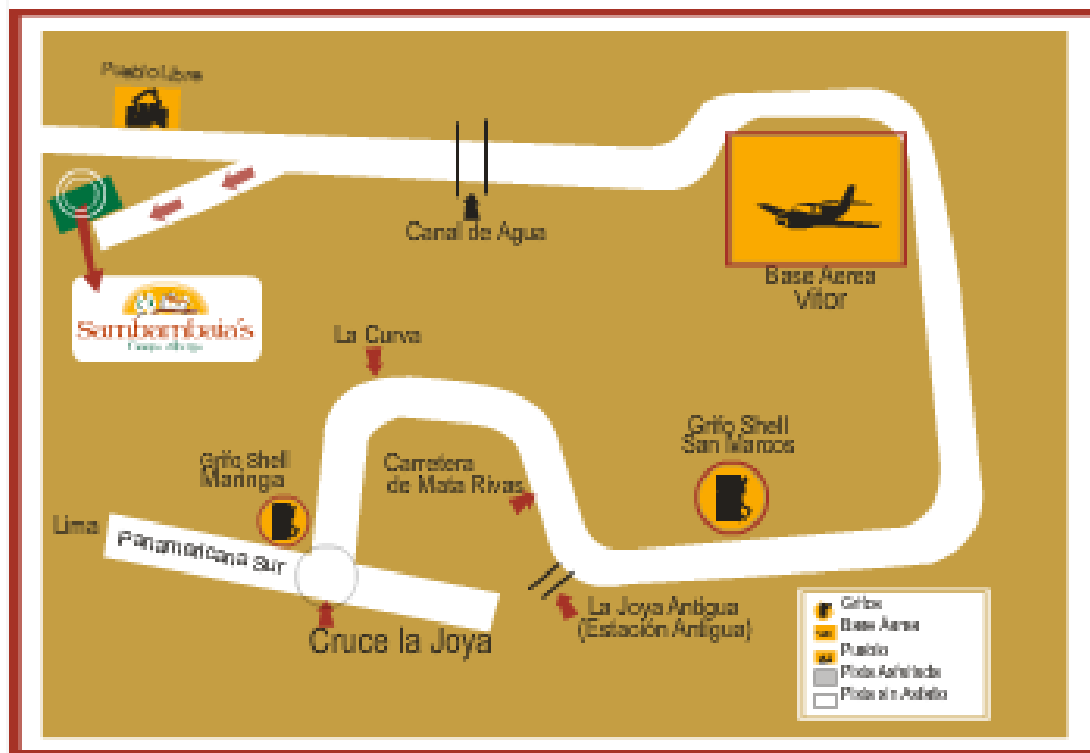 Pueblo Libre
Canal de Agua
Base Aerea
Vitor
Sambambaia's
La Curva
Grifo Shell
San Marcos
Grifo Shell
Maringa
Carretera
de Mata Rivas
Lima
Panamericana Sur
La Joya Antigua
(Estación Antigua)
Cruce la Joya
Grifos
Base Aerea
Pueblo
Pista Asfaltada
Pista sin Asfalto